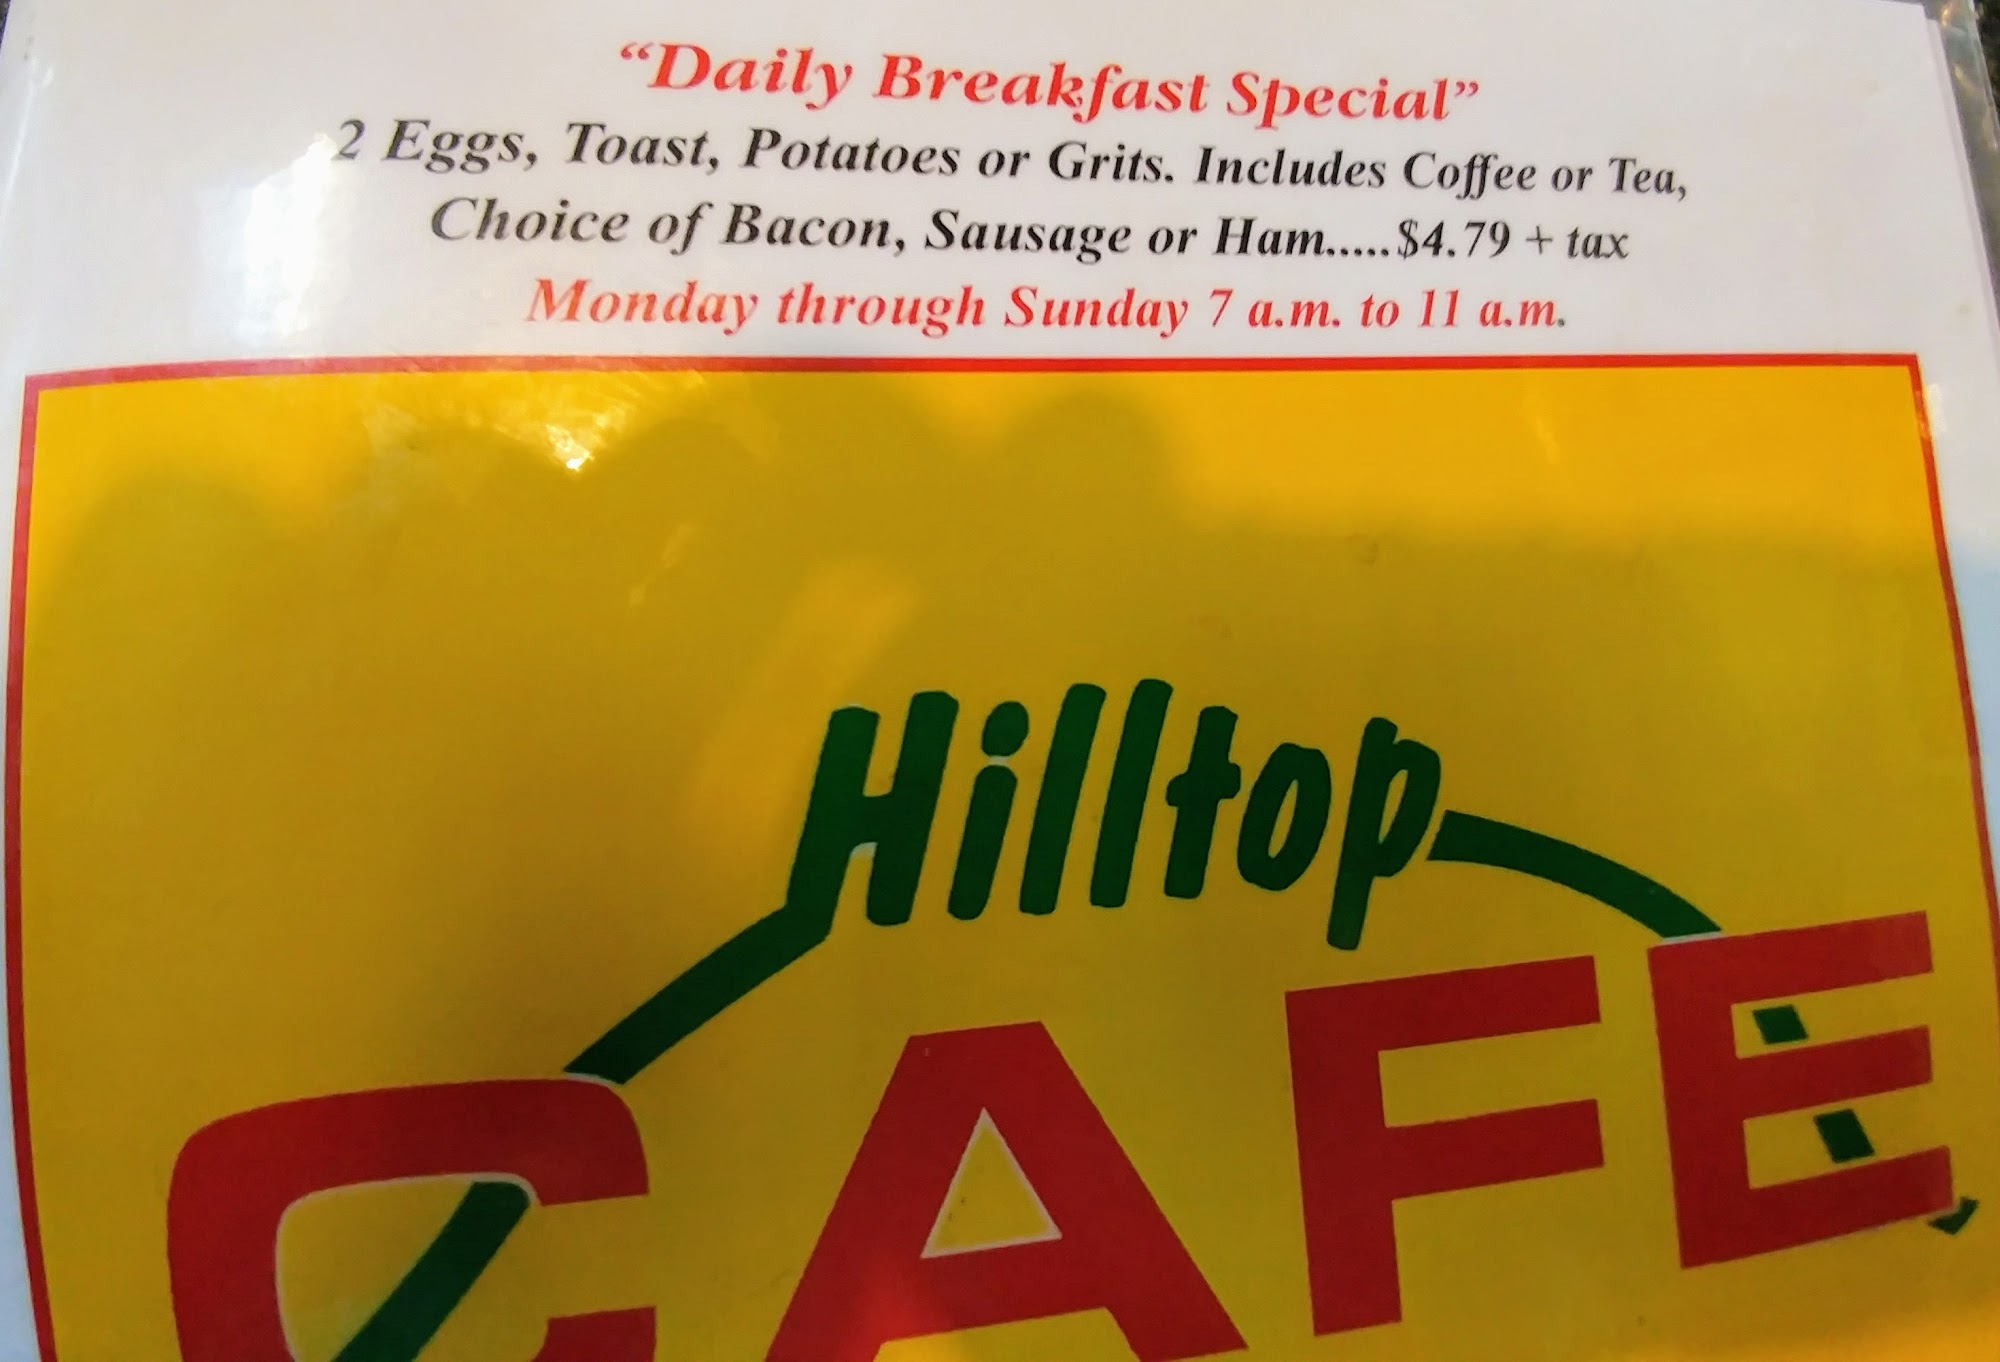 “Daily Breakfast Special”
2 Eggs, Toast, Potatoes or Grits. Includes Coffee or Tea,
Choice of Bacon, Sausage or Ham.....$4.79 + tax
Monday through Sunday 7 a.m. to 11 a.m.
Hilltop
CAFE